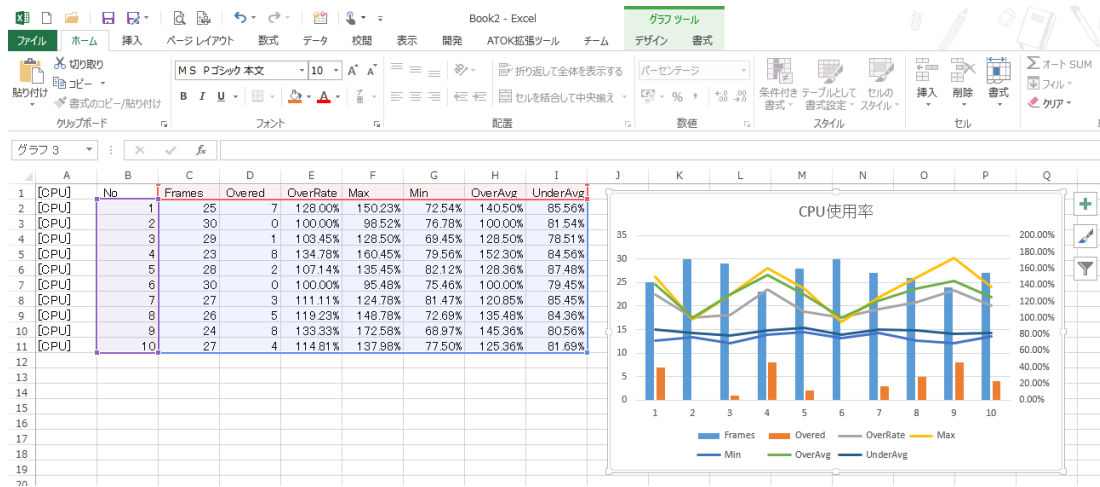 Book2 - Excel
グラフ ツール
ファイル ホーム 挿入 ページ レイアウト 数式 データ 校閲 表示 開発 ATOK拡張ツール チーム デザイン 書式
切り取り
コピー
書式のコピー/貼り付け
貼り付け
クリップボード
ＭＳ Ｐゴシック 本文 10
B I U
フォント
折り返して全体を表示する
セルを結合して中央揃え
配置
パーセンテージ
数値
条件付き書式
テーブルとして書式設定
セルのスタイル
スタイル
挿入 削除 書式
セル
オート SUM
フィル
クリア
グラフ 3 fx
A B C D E F G H I J K L M N O P Q
1 [CPU] No Frames Overed OverRate Max Min OverAvg UnderAvg
2 [CPU] 1 25 7 128.00% 150.23% 72.54% 140.50% 85.56%
3 [CPU] 2 30 0 100.00% 98.52% 76.78% 100.00% 81.54%
4 [CPU] 3 29 1 103.45% 128.50% 69.45% 128.50% 78.51%
5 [CPU] 4 23 8 134.78% 160.45% 79.56% 152.30% 84.56%
6 [CPU] 5 28 2 107.14% 135.45% 82.12% 128.36% 87.48%
7 [CPU] 6 30 0 100.00% 95.48% 75.46% 100.00% 79.45%
8 [CPU] 7 27 3 111.11% 124.78% 81.47% 120.85% 85.45%
9 [CPU] 8 26 5 119.23% 148.78% 72.69% 135.48% 84.36%
10 [CPU] 9 24 8 133.33% 172.58% 68.97% 145.36% 80.56%
11 [CPU] 10 27 4 114.81% 137.98% 77.50% 125.36% 81.69%
12
13
14
15
16
17
18
19
20
CPU使用率
35
30
25
20
15
10
5
0
200.00%
180.00%
160.00%
140.00%
120.00%
100.00%
80.00%
60.00%
40.00%
20.00%
0.00%
1 2 3 4 5 6 7 8 9 10
Frames Overed OverRate Max
Min OverAvg UnderAvg